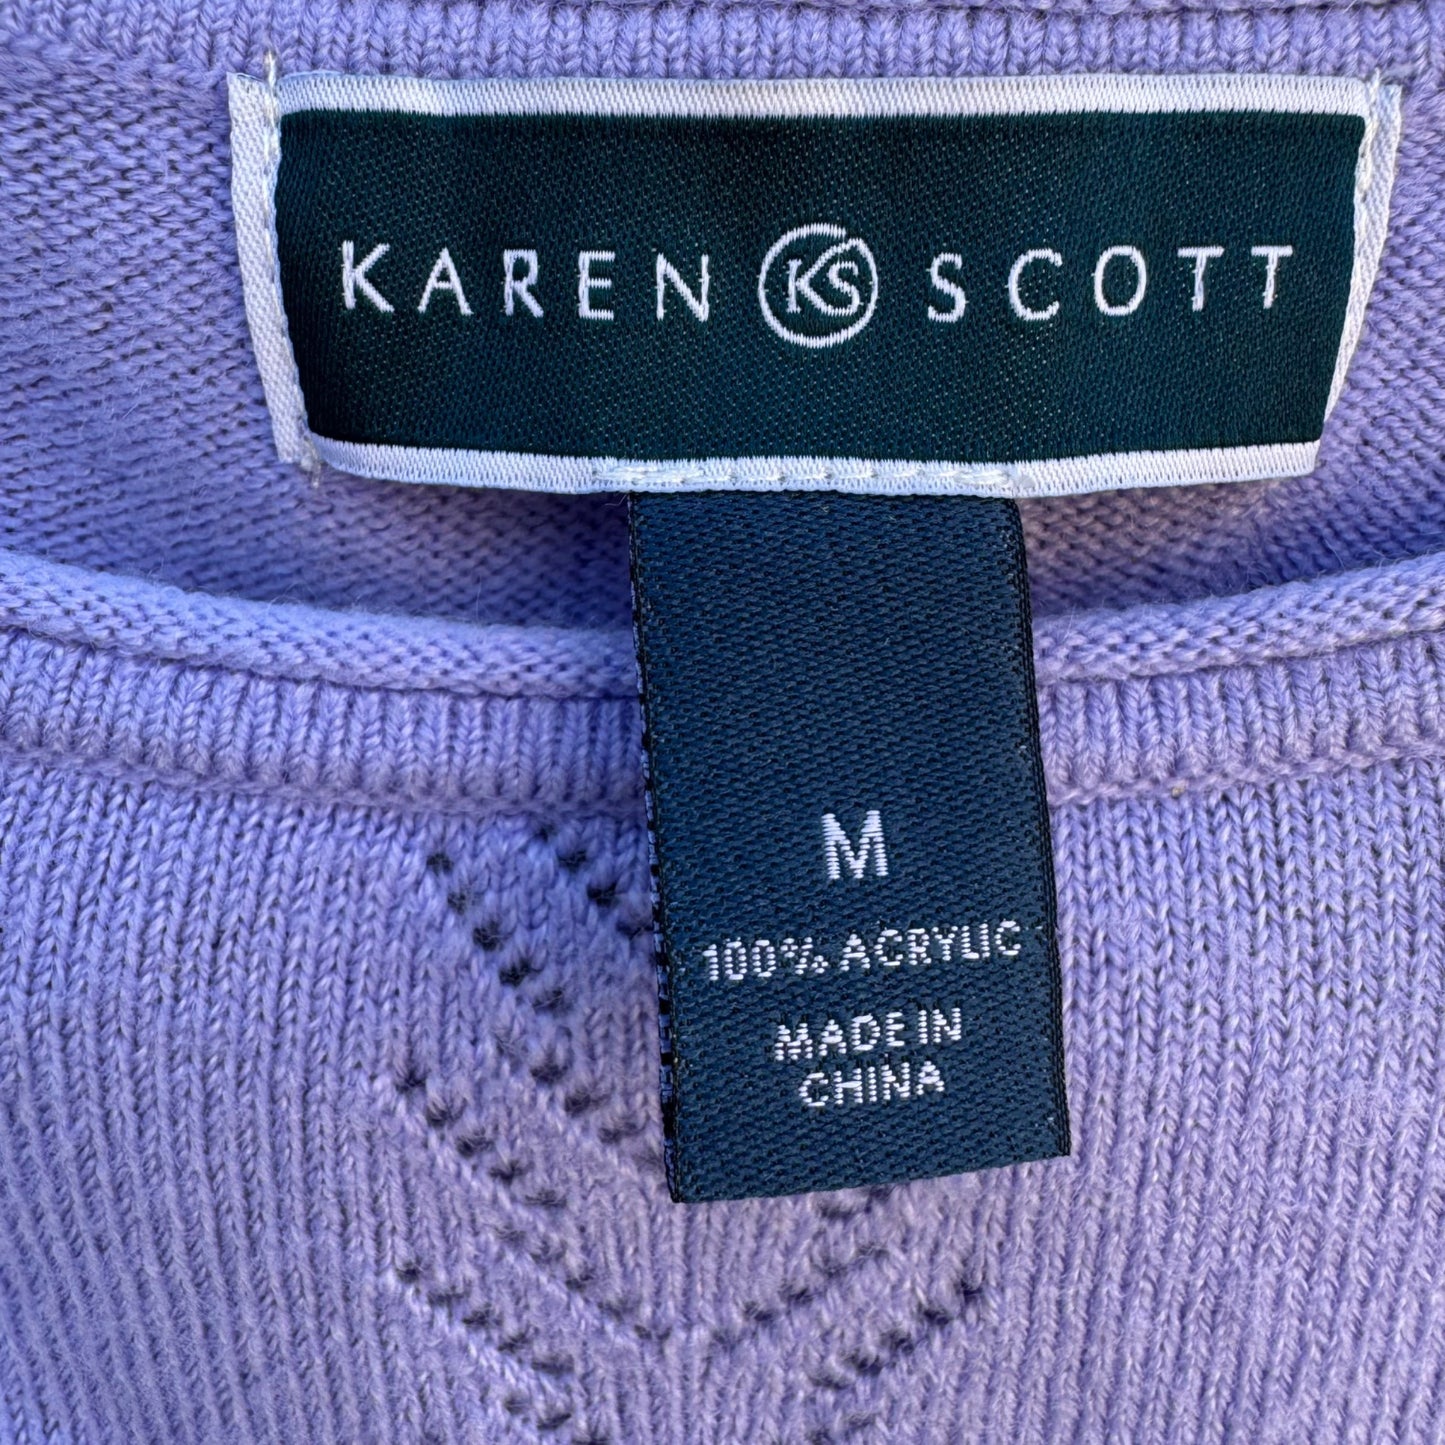 KAREN KS SCOTT
M
100% ACRYLIC
MADE IN
CHINA